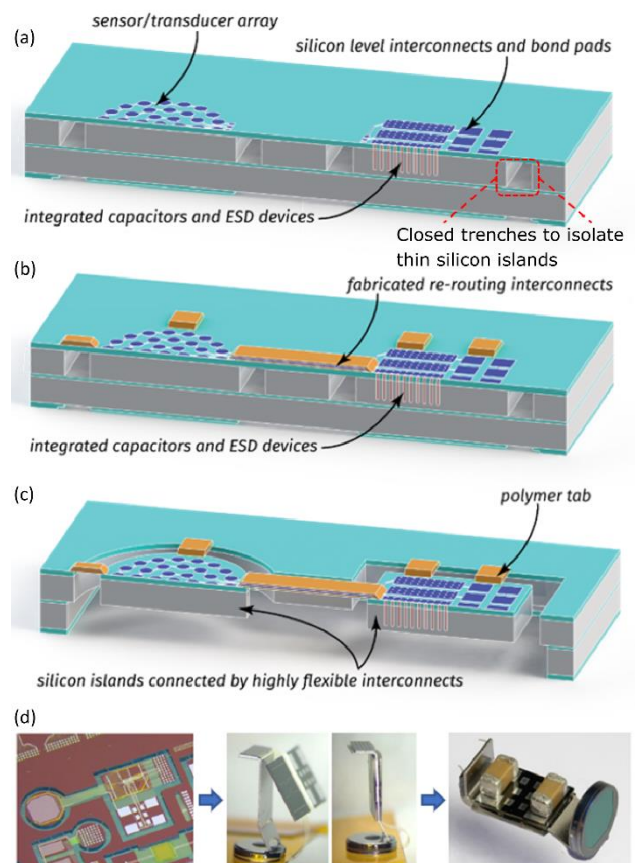 (a)
sensor/transducer array
silicon level interconnects and bond pads
integrated capacitors and ESD devices
Closed trenches to isolate
thin silicon islands
(b)
fabricated re-routing interconnects
integrated capacitors and ESD devices
(c)
polymer tab
silicon islands connected by highly flexible interconnects
(d)